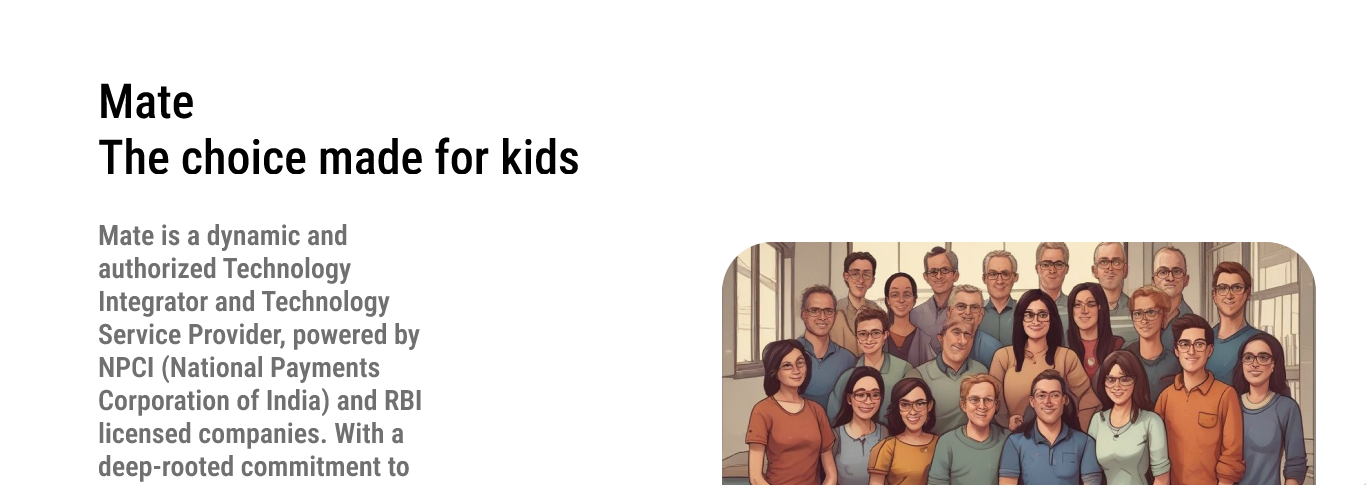 Mate
The choice made for kids
Mate is a dynamic and
authorized Technology
Integrator and Technology
Service Provider, powered by
NPCI (National Payments
Corporation of India) and RBI
licensed companies. With a
deep-rooted commitment to